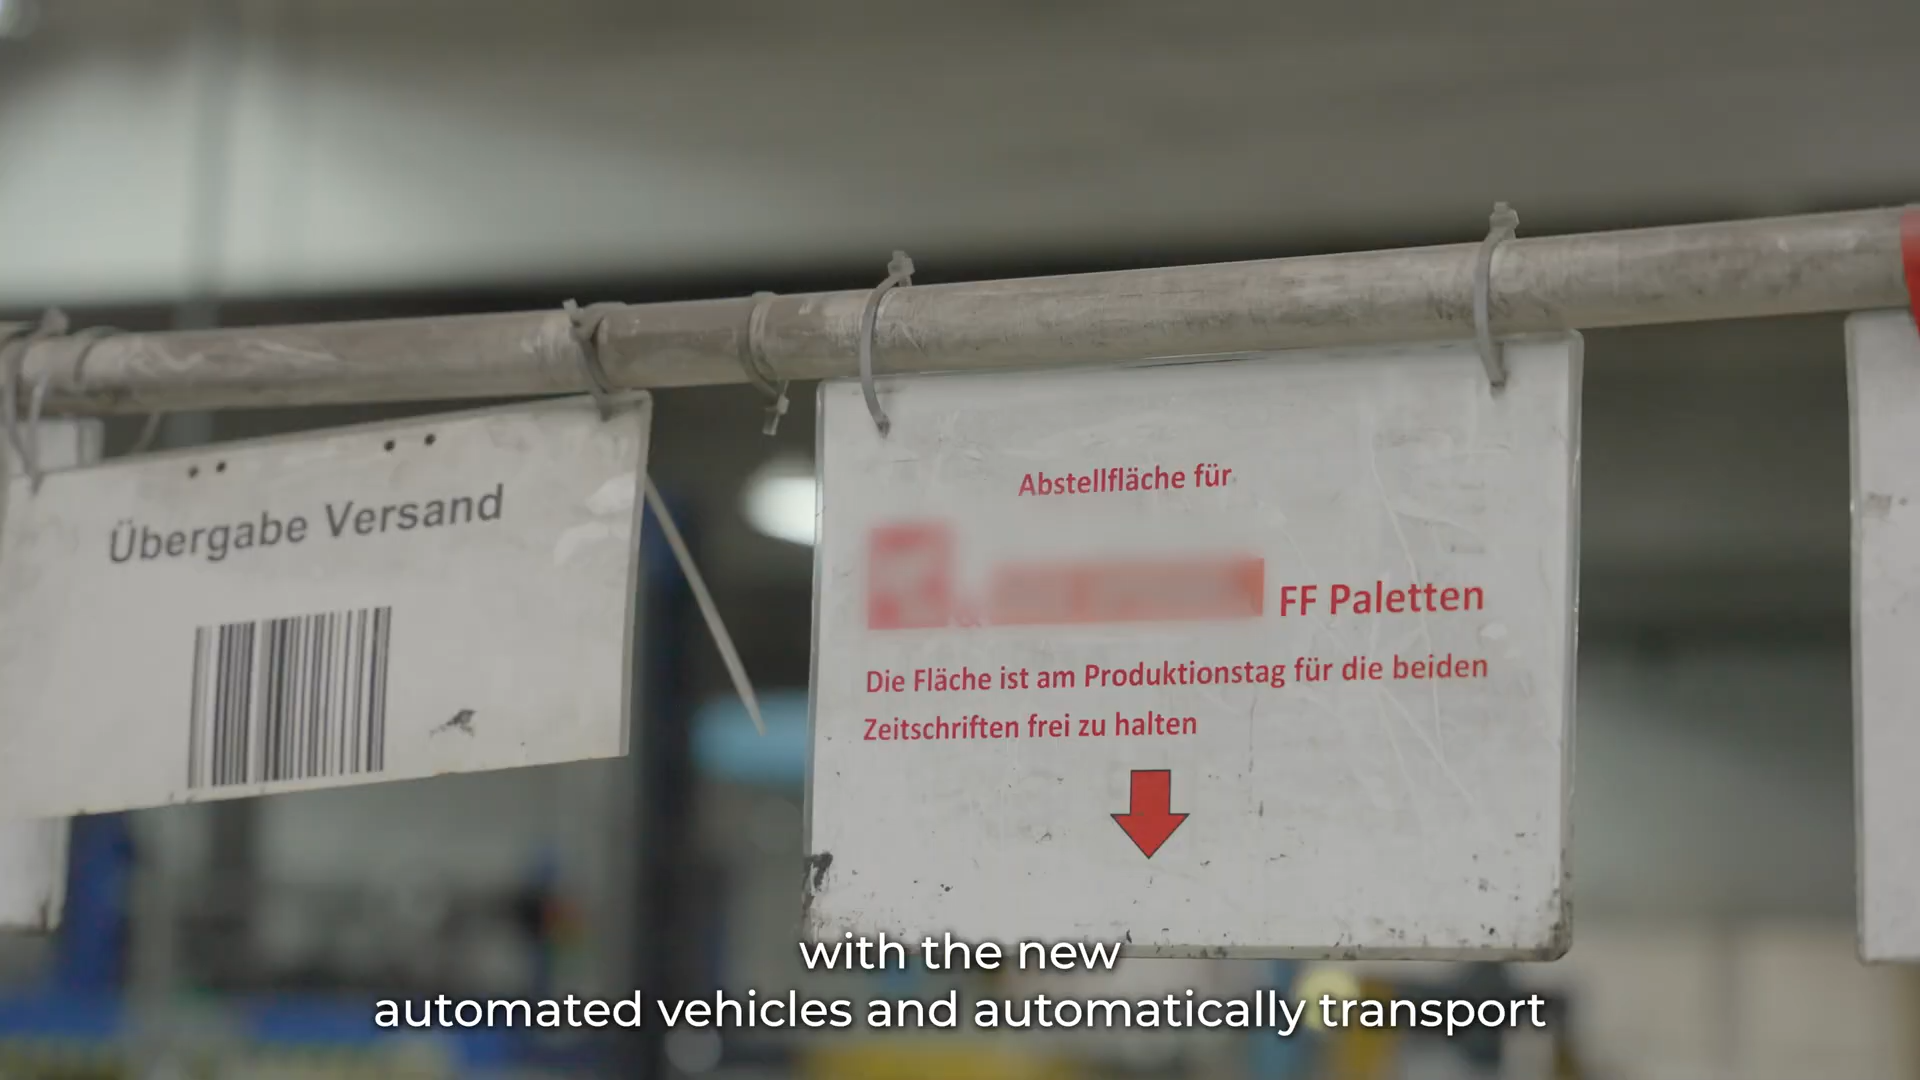 Übergabe Versand
Abstellfläche für
FF Paletten
Die Fläche ist am Produktionstag für die beiden
Zeitschriften frei zu halten
with the new
automated vehicles and automatically transport